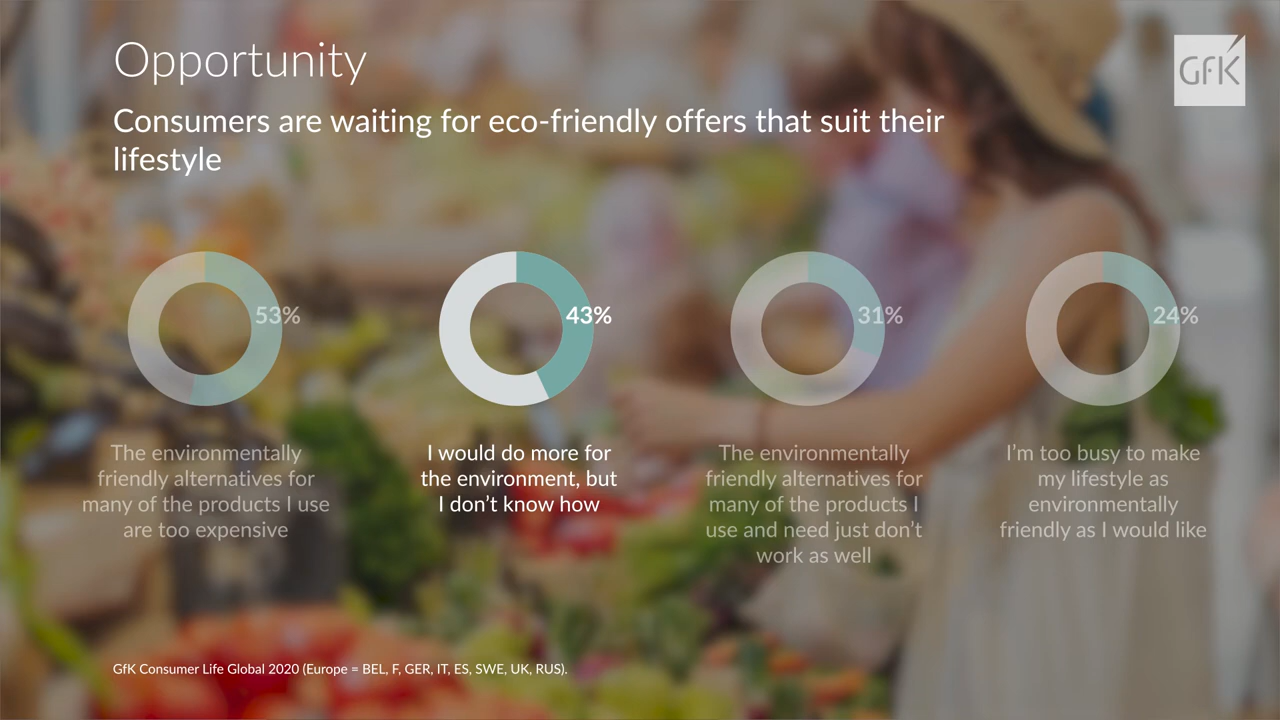 Opportunity
GfK
Consumers are waiting for eco-friendly offers that suit their
lifestyle
53%
43%
31%
24%
The environmentally
friendly alternatives for
many of the products I use
are too expensive
I would do more for
the environment, but
I don’t know how
The environmentally
friendly alternatives for
many of the products I
use and need just don’t
work as well
I’m too busy to make
my lifestyle as
environmentally
friendly as I would like
GfK Consumer Life Global 2020 (Europe = BEL, F, GER, IT, ES, SWE, UK, RUS).